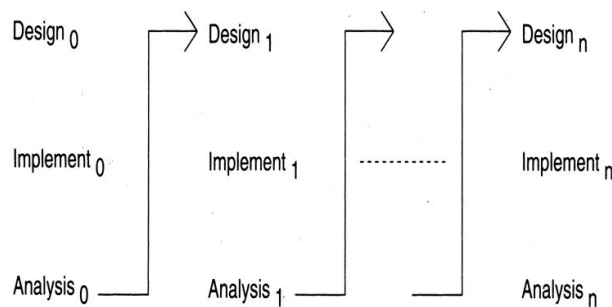 Design 0 Design 1 Design n
Implement 0 Implement 1 Implement n
Analysis 0 Analysis 1 Analysis n